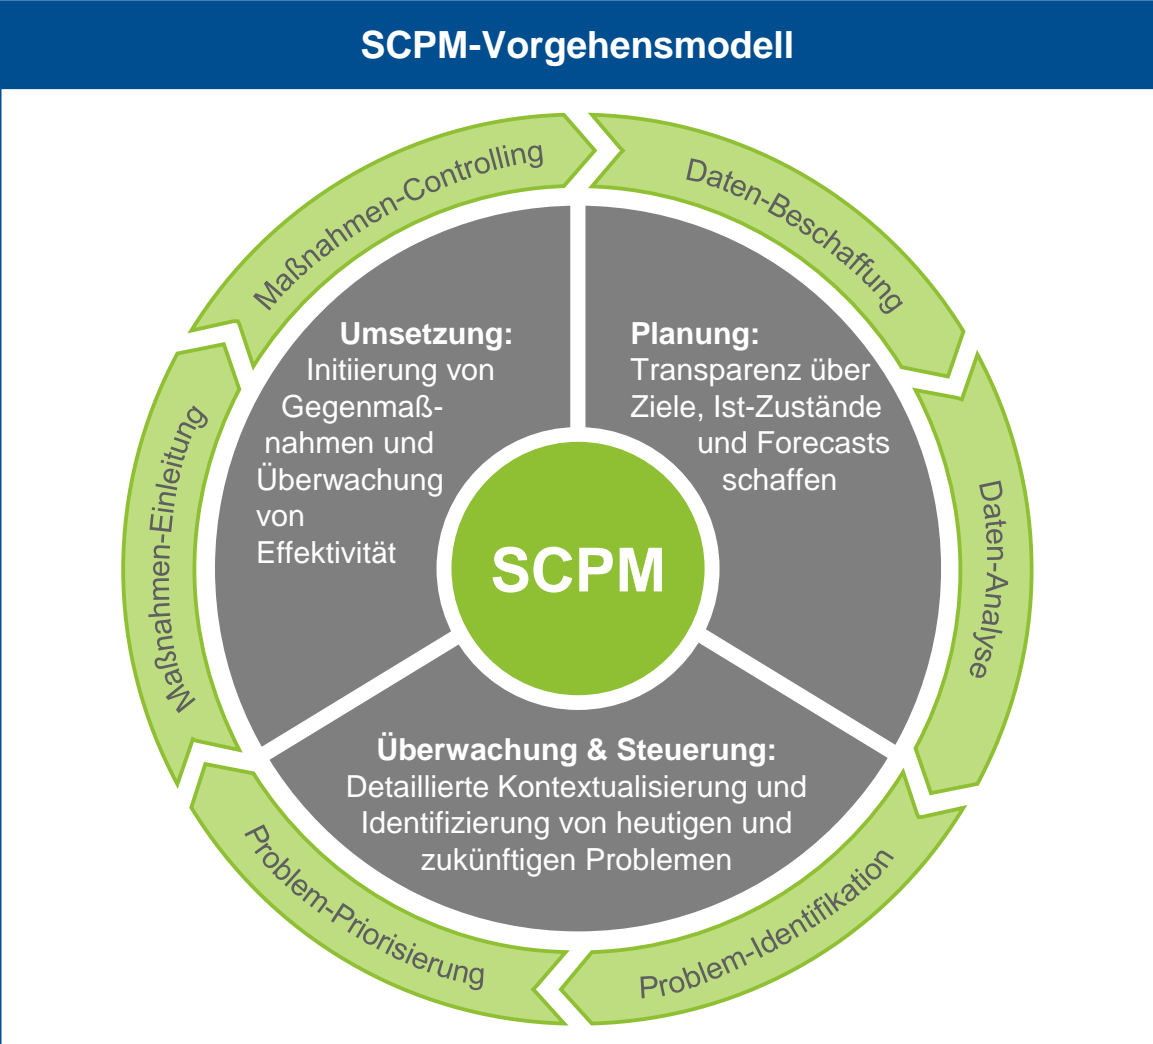 SCPM-Vorgehensmodell
Maßnahmen-Controlling
Daten-Beschaffung
Daten-Analyse
Problem-Identifikation
Problem-Priorisierung
Maßnahmen-Einleitung
Umsetzung:
Initiierung von
Gegenmaß-
nahmen und
Überwachung
von
Effektivität
Planung:
Transparenz über
Ziele, Ist-Zustände
und Forecasts
schaffen
SCPM
Überwachung & Steuerung:
Detaillierte Kontextualisierung und
Identifizierung von heutigen und
zukünftigen Problemen